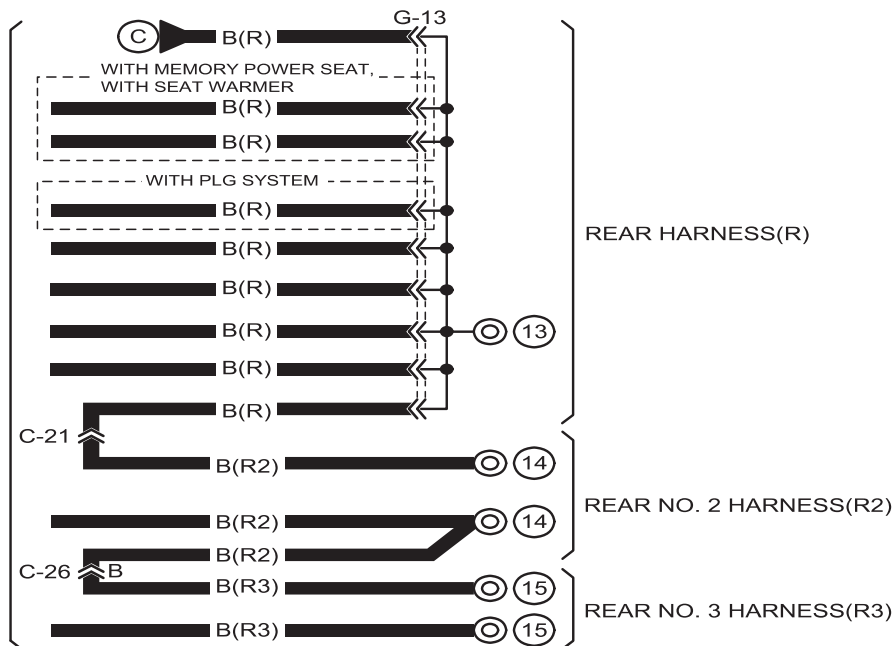 G-13
C B(R)
WITH MEMORY POWER SEAT,
WITH SEAT WARMER
B(R)
B(R)
WITH PLG SYSTEM
B(R)
B(R)
REAR HARNESS(R)
B(R)
B(R) 13
B(R)
B(R)
C-21
B(R2) 14
REAR NO. 2 HARNESS(R2)
B(R2) 14
B(R2)
C-26 B
B(R3) 15
REAR NO. 3 HARNESS(R3)
B(R3) 15